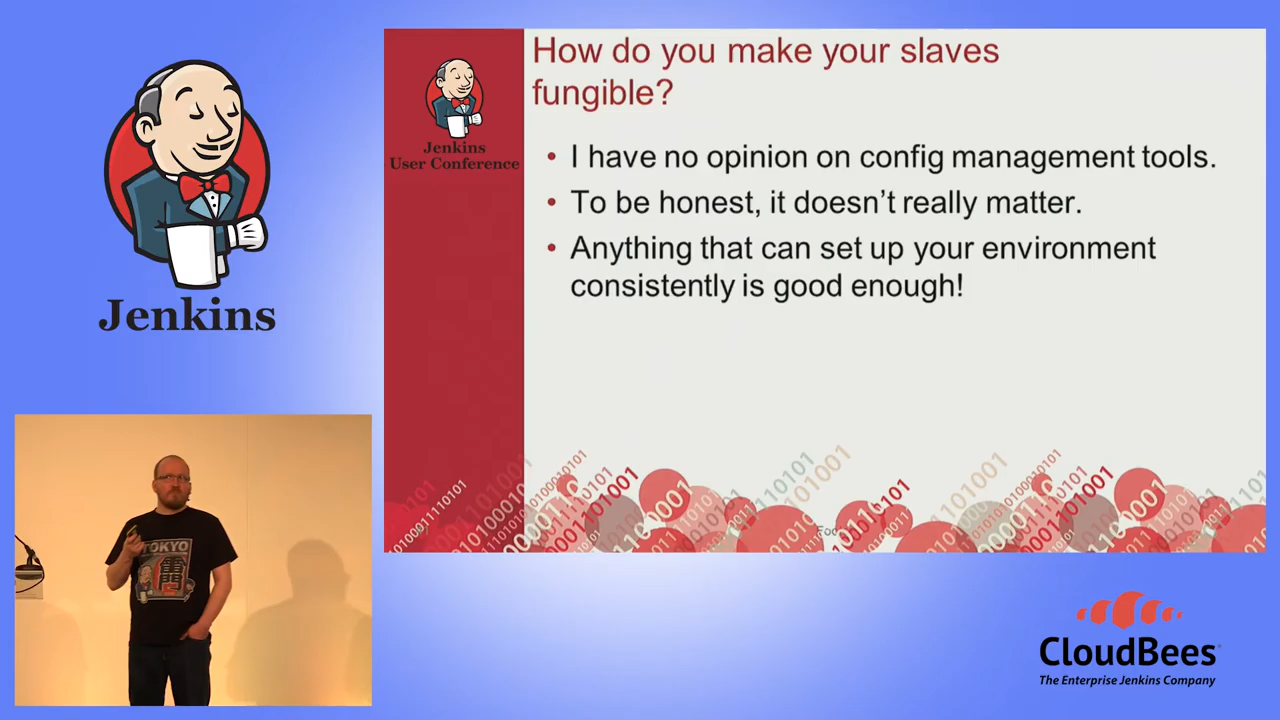 How do you make your slaves
fungible?
Jenkins
User Conference
• I have no opinion on config management tools.
• To be honest, it doesn't really matter.
• Anything that can set up your environment
consistently is good enough!
Jenkins
TOKYO
CloudBees
The Enterprise Jenkins Company